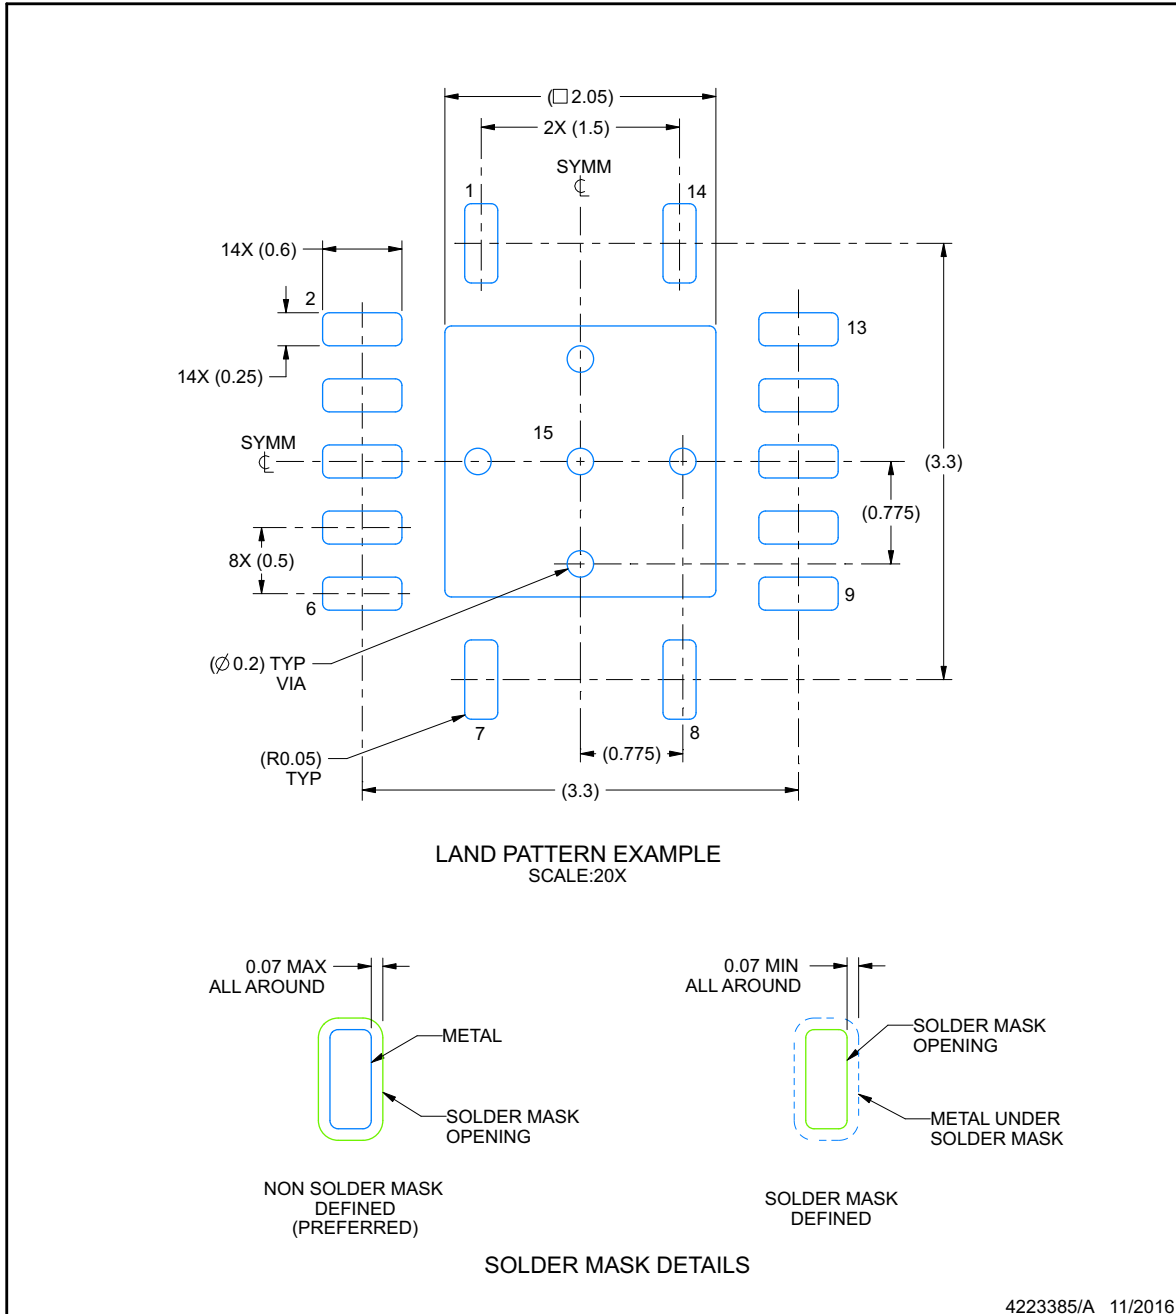 (□2.05)
2X (1.5)
SYMM
℄
1
14
14X (0.6)
2
13
14X (0.25)
15
SYMM
℄
(3.3)
(0.775)
8X (0.5)
6
9
(∅0.2) TYP
VIA
7
8
(R0.05)
TYP
(0.775)
(3.3)
LAND PATTERN EXAMPLE
SCALE:20X
0.07 MAX
ALL AROUND
METAL
SOLDER MASK
OPENING
NON SOLDER MASK
DEFINED
(PREFERRED)
0.07 MIN
ALL AROUND
SOLDER MASK
OPENING
METAL UNDER
SOLDER MASK
SOLDER MASK
DEFINED
SOLDER MASK DETAILS
4223385/A 11/2016